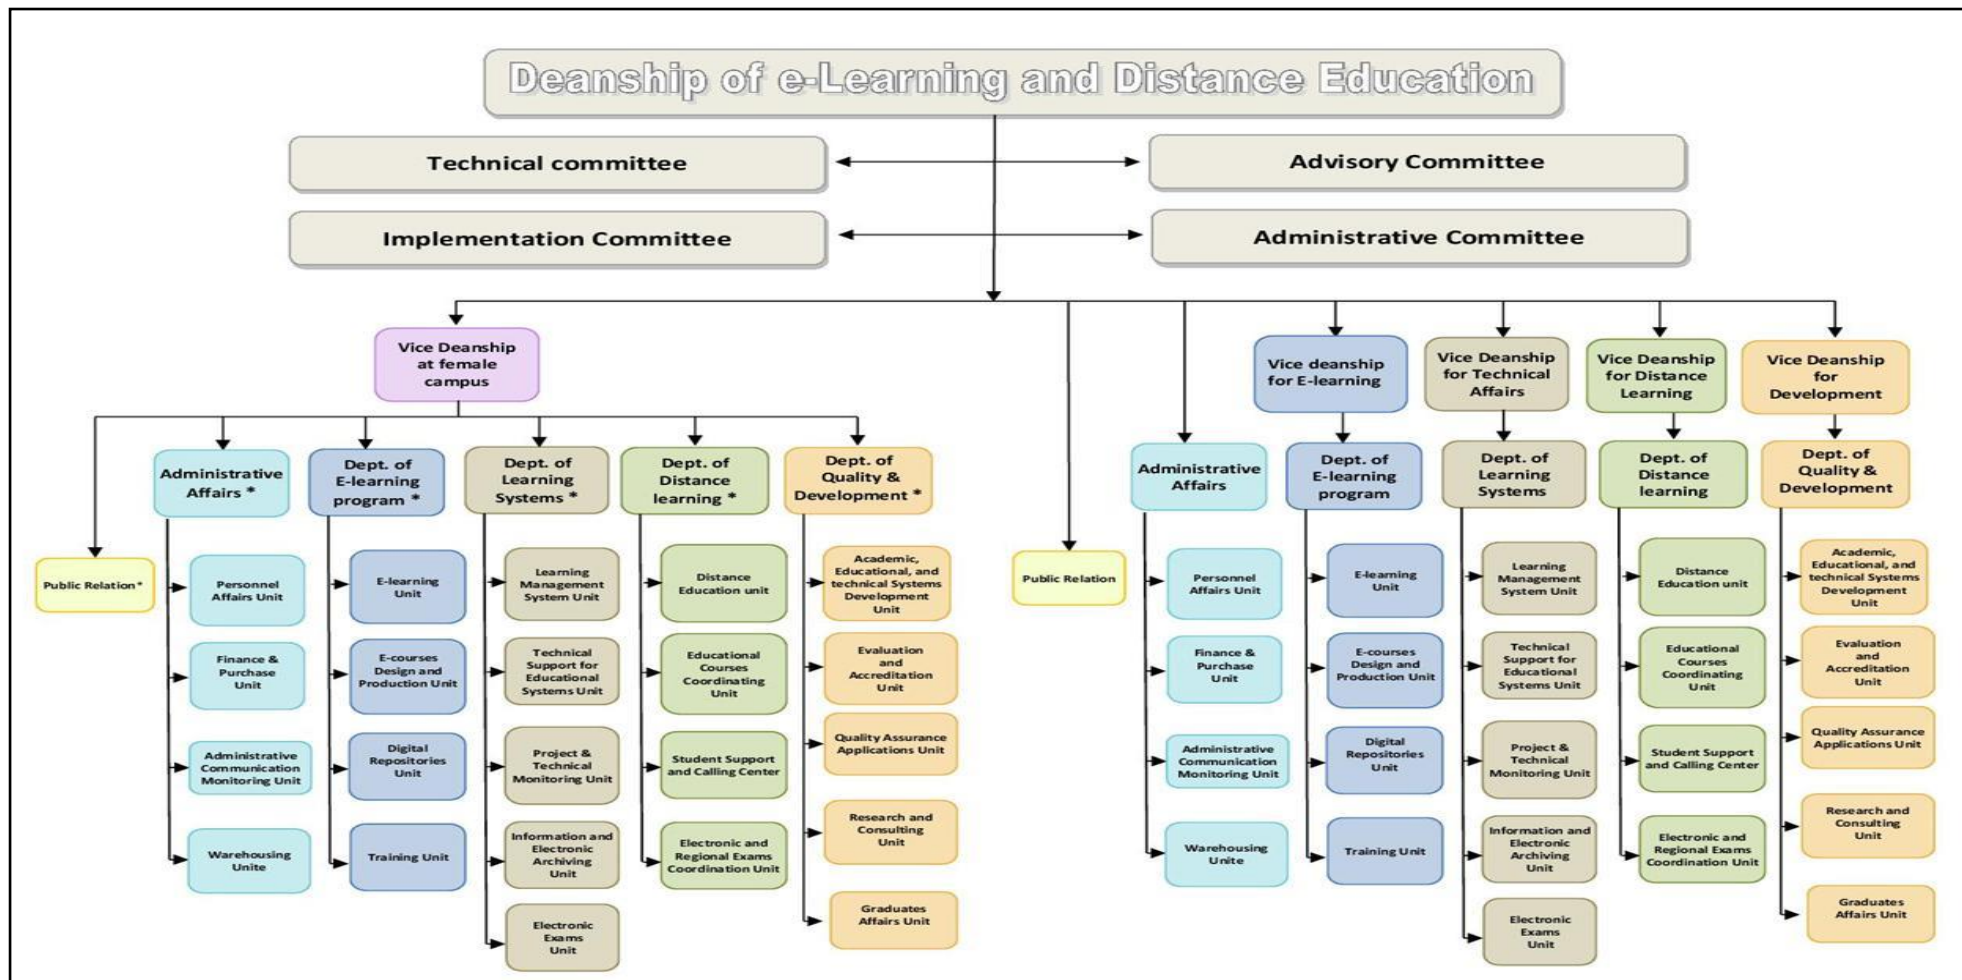 Deanship of e-Learning and Distance Education
Technical committee
Advisory Committee
Implementation Committee
Administrative Committee
Vice Deanship
at female
campus
Vice deanship
for E-learning
Vice Deanship
for Technical
Affairs
Vice Deanship
for Distance
Learning
Vice Deanship
for
Development
Administrative
Affairs *
Dept. of
E-learning
program *
Dept. of
Learning
Systems *
Dept. of
Distance
learning *
Dept. of
Quality &
Development *
Administrative
Affairs
Dept. of
E-learning
program
Dept. of
Learning
Systems
Dept. of
Distance
learning
Dept. of
Quality &
Development
Public Relation*
Personnel
Affairs Unit
Finance &
Purchase
Unit
Administrative
Communication
Monitoring Unit
Warehousing
Unite
E-learning
Unit
E-courses
Design and
Production Unit
Digital
Repositories
Unit
Training Unit
Learning
Management
System Unit
Technical
Support for
Educational
Systems Unit
Project &
Technical
Monitoring Unit
Information and
Electronic
Archiving
Unit
Electronic
Exams
Unit
Distance
Education unit
Educational
Courses
Coordinating
Unit
Student Support
and Calling Center
Electronic and
Regional Exams
Coordination Unit
Academic,
Educational, and
technical Systems
Development
Unit
Evaluation
and
Accreditation
Unit
Quality Assurance
Applications Unit
Research and
Consulting
Unit
Graduates
Affairs Unit
Public Relation
Personnel
Affairs Unit
Finance &
Purchase
Unit
Administrative
Communication
Monitoring Unit
Warehousing
Unite
E-learning
Unit
E-courses
Design and
Production Unit
Digital
Repositories
Unit
Training Unit
Learning
Management
System Unit
Technical
Support for
Educational
Systems Unit
Project &
Technical
Monitoring Unit
Information and
Electronic
Archiving
Unit
Electronic
Exams
Unit
Distance
Education unit
Educational
Courses
Coordinating
Unit
Student Support
and Calling Center
Electronic and
Regional Exams
Coordination Unit
Academic,
Educational, and
technical Systems
Development
Unit
Evaluation
and
Accreditation
Unit
Quality Assurance
Applications Unit
Research and
Consulting
Unit
Graduates
Affairs Unit